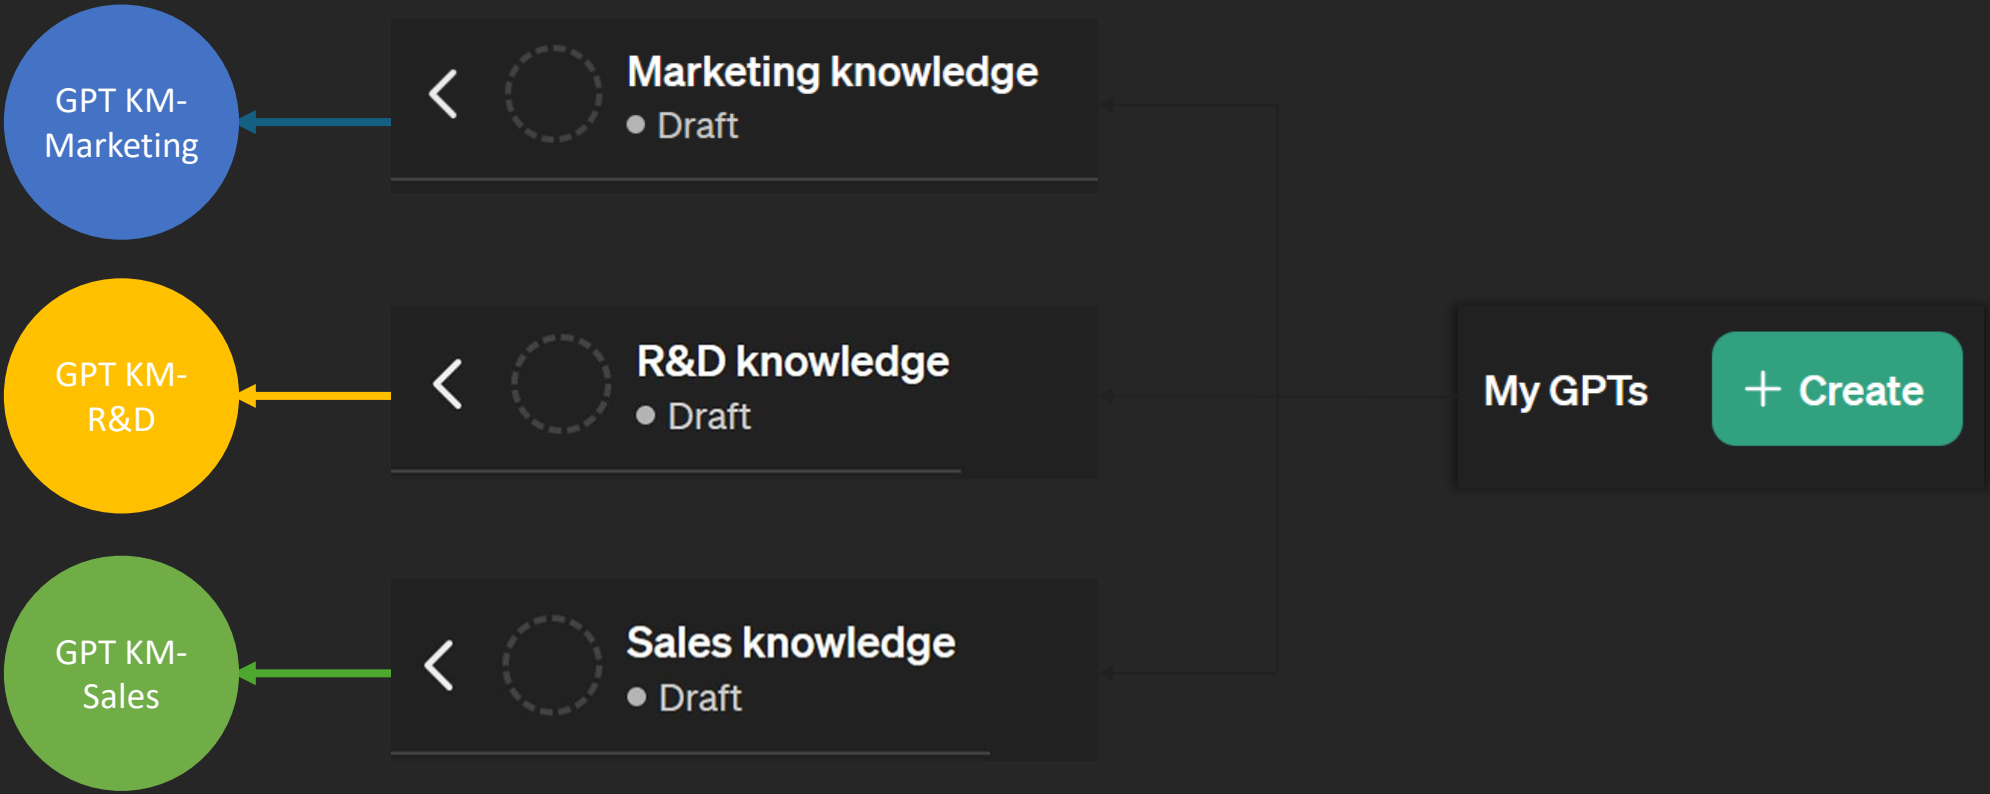 GPT KM-
Marketing
Marketing knowledge
Draft
GPT KM-
R&D
R&D knowledge
Draft
My GPTs
+ Create
GPT KM-
Sales
Sales knowledge
Draft